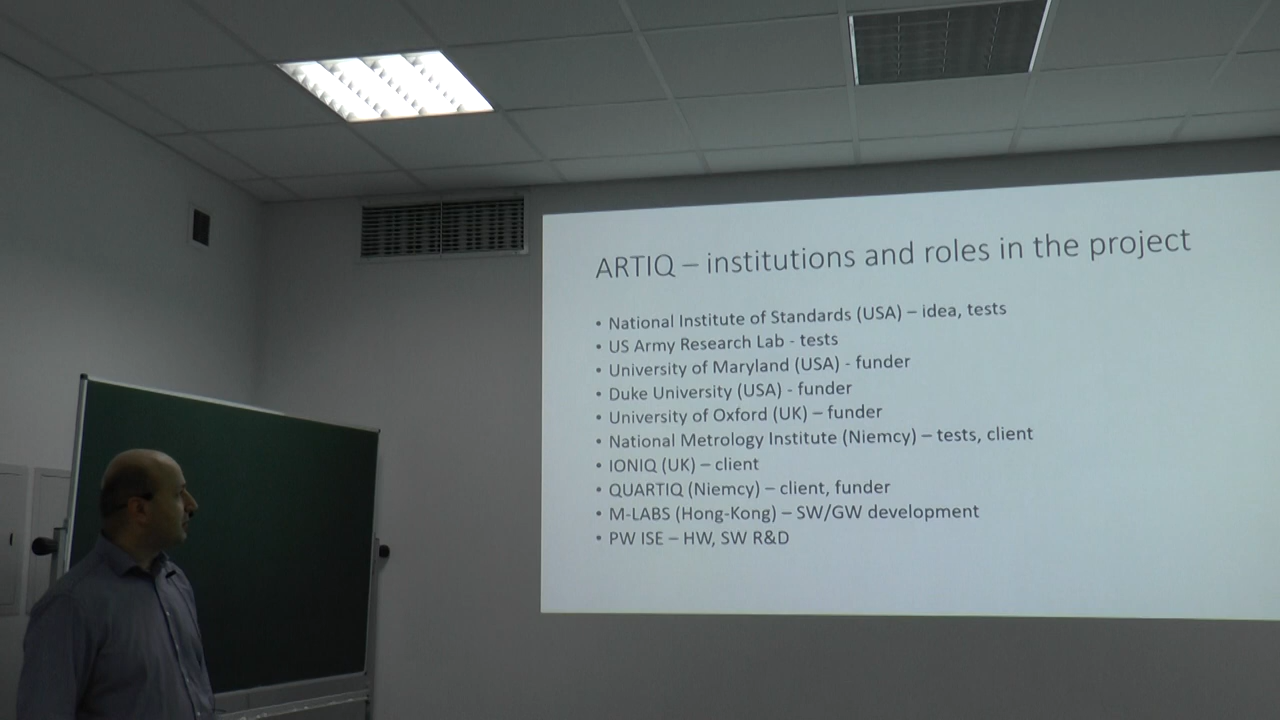 ARTIQ – institutions and roles in the project
• National Institute of Standards (USA) – idea, tests
• US Army Research Lab - tests
• University of Maryland (USA) - funder
• Duke University (USA) - funder
• University of Oxford (UK) – funder
• National Metrology Institute (Niemcy) – tests, client
• IONIQ (UK) – client
• QUARTIQ (Niemcy) – client, funder
• M-LABS (Hong-Kong) – SW/GW development
• PW ISE – HW, SW R&D